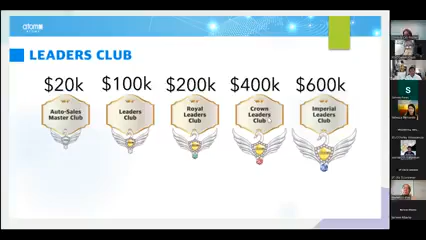 atomy
LEADERS CLUB
$20k
$100k
$200k
$400k
$600k
Auto-Sales
Master Club
Leaders
Club
Royal
Leaders
Club
Crown
Leaders
Club
Imperial
Leaders
Club
S